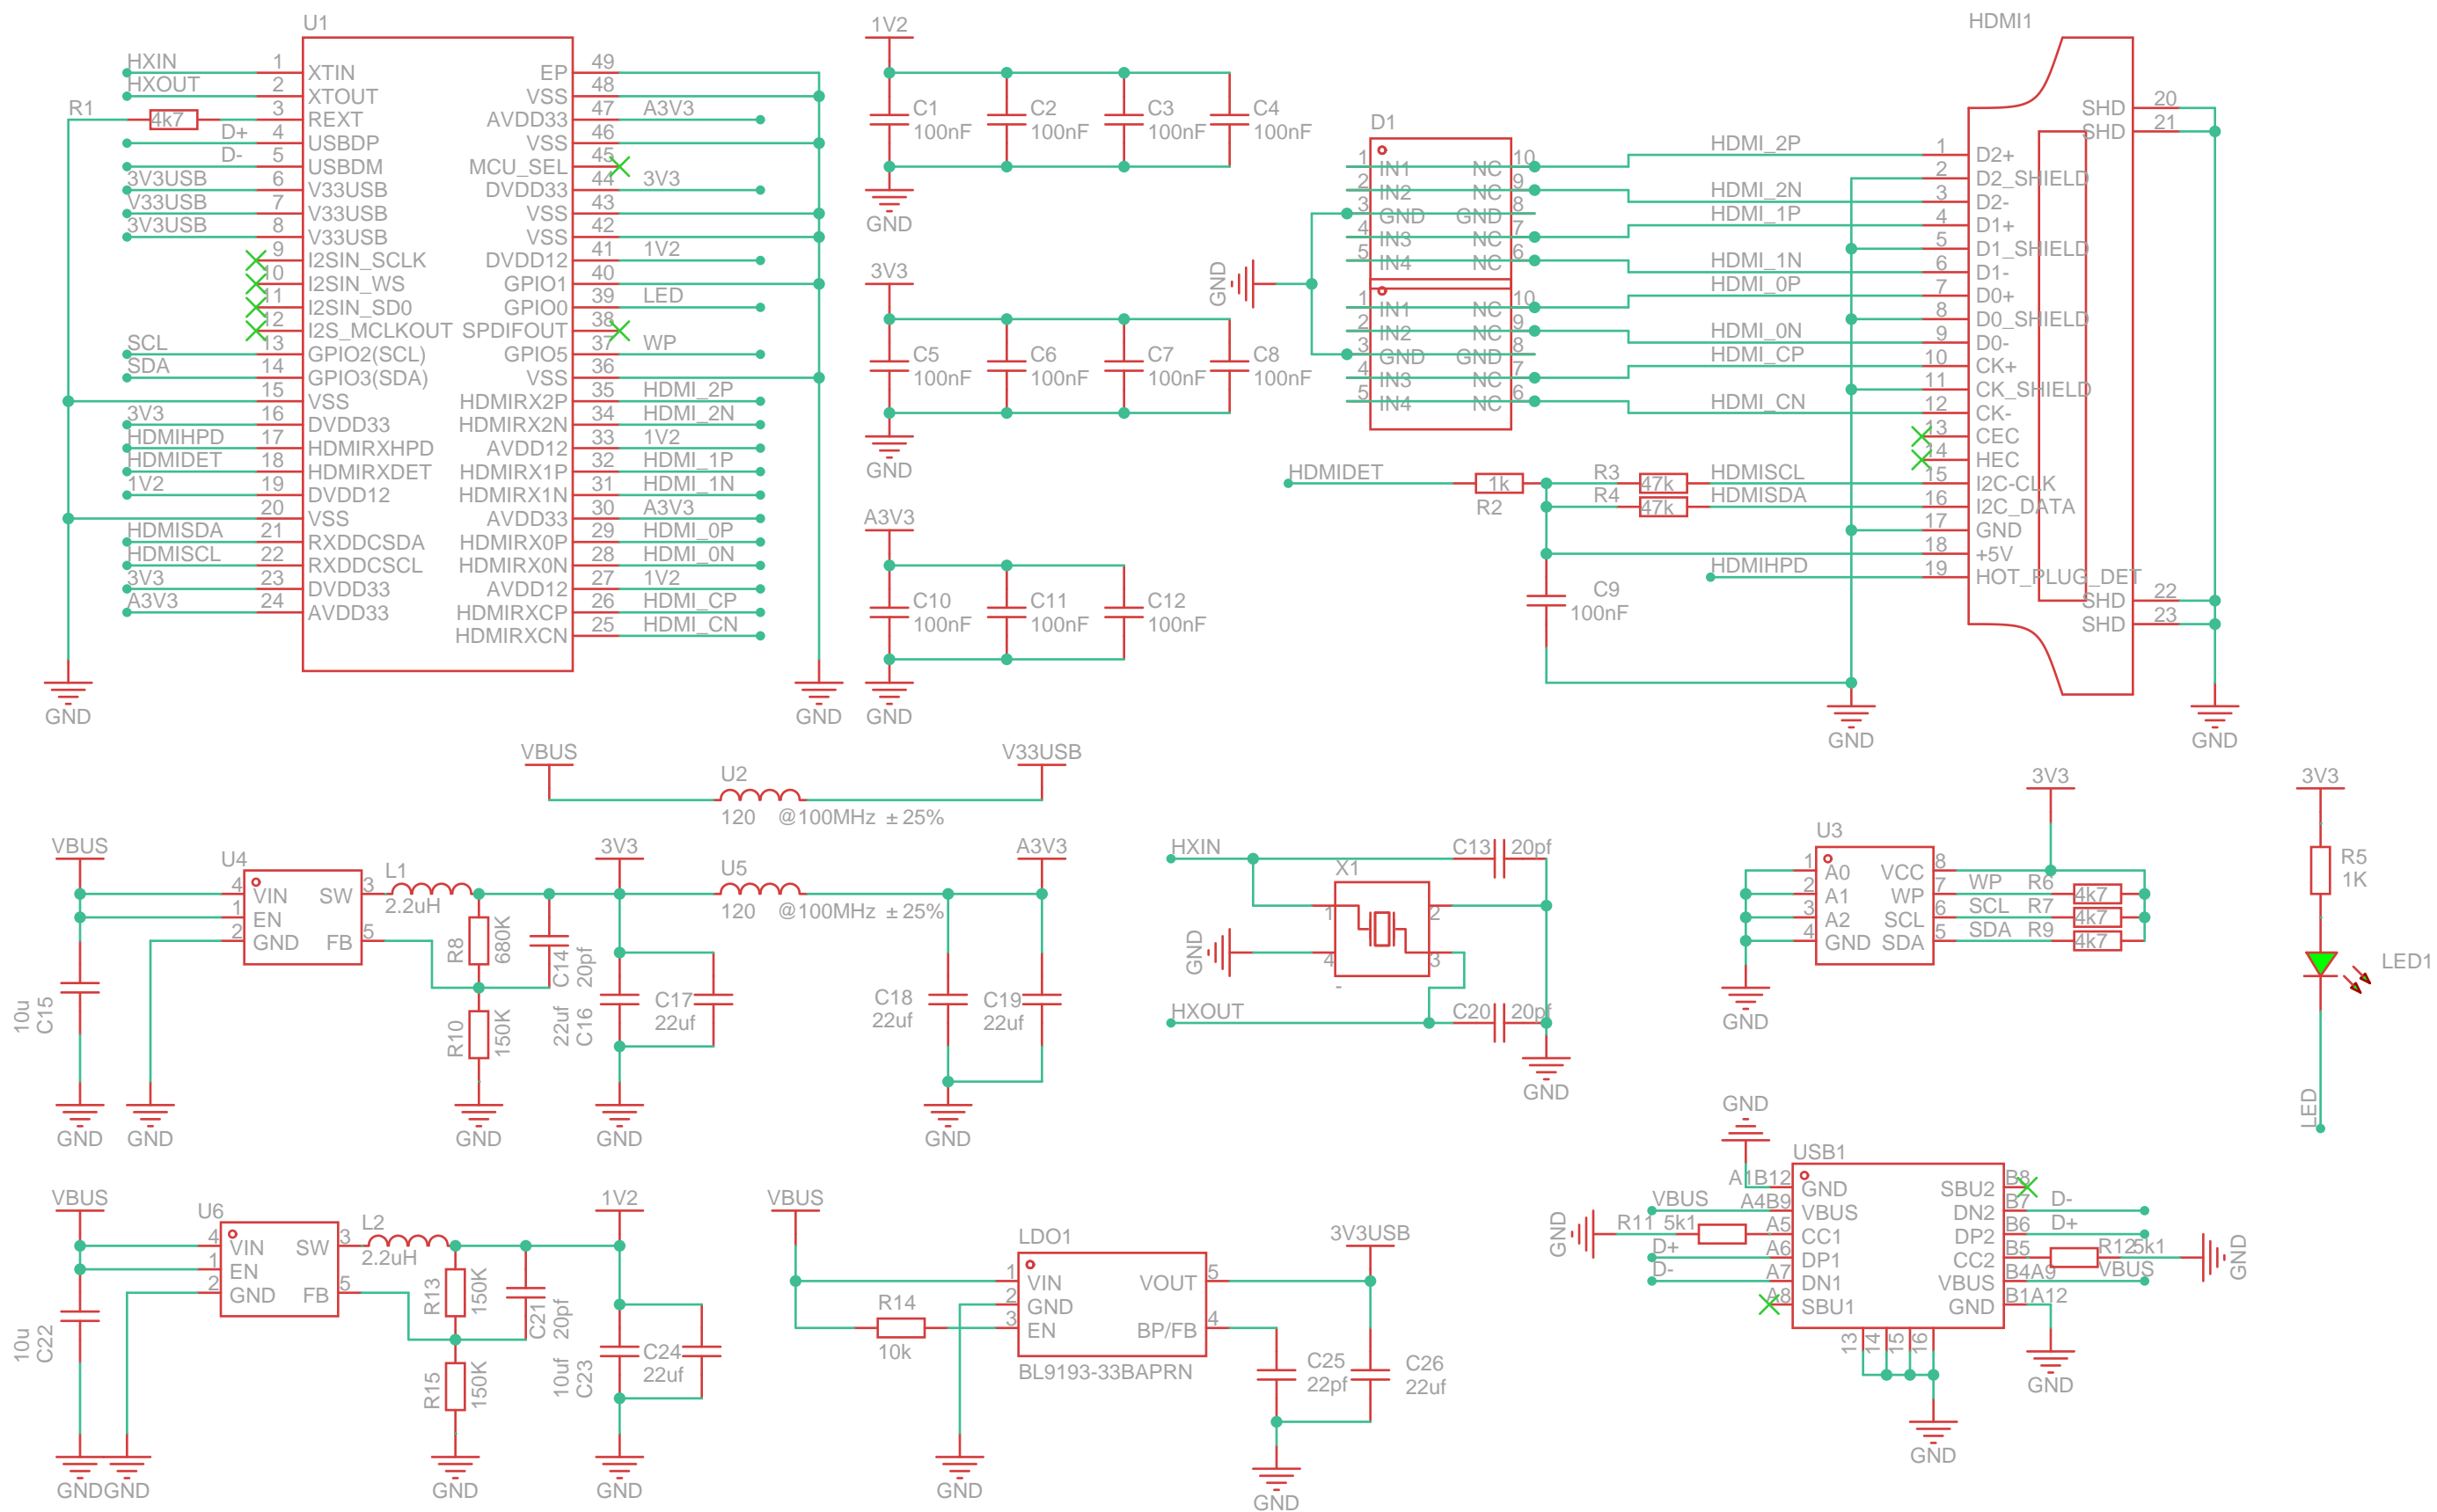 U1
HXIN 1 XTIN
HXOUT 2 XTOUT
R1 4k7 3 REXT
D+ 4 USBDP
D- 5 USBDM
3V3USB 6 V33USB
V33USB 7 V33USB
3V3USB 8 V33USB
9 I2SIN_SCLK
10 I2SIN_WS
11 I2SIN_SD0
12 I2S_MCLKOUT
SCL 13 GPIO2(SCL)
SDA 14 GPIO3(SDA)
15 VSS
3V3 16 DVDD33
HDMIHPD 17 HDMIRXHPD
HDMIDET 18 HDMIRXDET
1V2 19 DVDD12
20 VSS
HDMISDA 21 RXDDCSDA
HDMISCL 22 RXDDCSCL
3V3 23 DVDD33
A3V3 24 AVDD33
GND
EP 49
VSS 48
AVDD33 47 A3V3
VSS 46
MCU_SEL 45
DVDD33 44 3V3
VSS 43
VSS 42
DVDD12 41 1V2
GPIO1 40
GPIO0 39 LED
SPDIFOUT 38
GPIO5 37 WP
VSS 36
HDMIRX2P 35 HDMI_2P
HDMIRX2N 34 HDMI_2N
AVDD12 33 1V2
HDMIRX1P 32 HDMI_1P
HDMIRX1N 31 HDMI_1N
AVDD33 30 A3V3
HDMIRX0P 29 HDMI_0P
HDMIRX0N 28 HDMI_0N
AVDD12 27 1V2
HDMIRXCP 26 HDMI_CP
HDMIRXCN 25 HDMI_CN
GND
1V2
C1 C2 C3 C4
100nF 100nF 100nF 100nF
GND
3V3
C5 C6 C7 C8
100nF 100nF 100nF 100nF
GND
A3V3
C10 C11 C12
100nF 100nF 100nF
GND
D1
1 IN1 NC 10
2 IN2 NC 9
3 GND GND 8
4 IN3 NC 7
5 IN4 NC 6
GND
1 IN1 NC 10
2 IN2 NC 9
3 GND GND 8
4 IN3 NC 7
5 IN4 NC 6
HDMI1
HDMI_2P 1 D2+
2 D2_SHIELD
HDMI_2N 3 D2-
HDMI_1P 4 D1+
5 D1_SHIELD
HDMI_1N 6 D1-
HDMI_0P 7 D0+
8 D0_SHIELD
HDMI_0N 9 D0-
HDMI_CP 10 CK+
11 CK_SHIELD
HDMI_CN 12 CK-
13 CEC
14 HEC
HDMIDET 1k R2
R3 47k HDMISCL 15 I2C-CLK
R4 47k HDMISDA 16 I2C_DATA
17 GND
18 +5V
HDMIHPD 19 HOT_PLUG_DET
C9
100nF
GND
SHD 20
SHD 21
SHD 22
SHD 23
GND
VBUS V33USB
U2
120 @100MHz ±25%
VBUS
U4
4 VIN SW 3
1 EN
2 GND FB 5
L1
2.2uH
R8 680K
C14 20pf
R10 150K
10u C15
3V3
22uf C16
C17
22uf
U5
120 @100MHz ±25%
A3V3
C18
22uf
C19
22uf
GND GND GND GND GND
HXIN
C13 20pf
X1
1 2
4 3
-
GND
HXOUT
C20 20pf
GND
3V3
U3
1 A0 VCC 8
2 A1 WP 7 WP R6 4k7
3 A2 SCL 6 SCL R7 4k7
4 GND SDA 5 SDA R9 4k7
GND
3V3
R5
1K
LED1
LED
VBUS
U6
4 VIN SW 3
1 EN
2 GND FB 5
L2
2.2uH
R13 150K
C21 20pf
R15 150K
10u C22
1V2
10uf C23
C24
22uf
GND GND GND GND
VBUS
LDO1
1 VIN VOUT 5
2 GND
3 EN BP/FB 4
BL9193-33BAPRN
R14
10k
3V3USB
C25
22pf
C26
22uf
GND GND
GND
USB1
A1B12 GND SBU2 B8
VBUS A4B9 VBUS DN2 B7 D-
GND R11 5k1 A5 CC1 DP2 B6 D+
D+ A6 DP1 CC2 B5 R12 5k1 GND
D- A7 DN1 VBUS B4A9 VBUS
A8 SBU1 GND B1A12
13 14 15 16
GND
GND